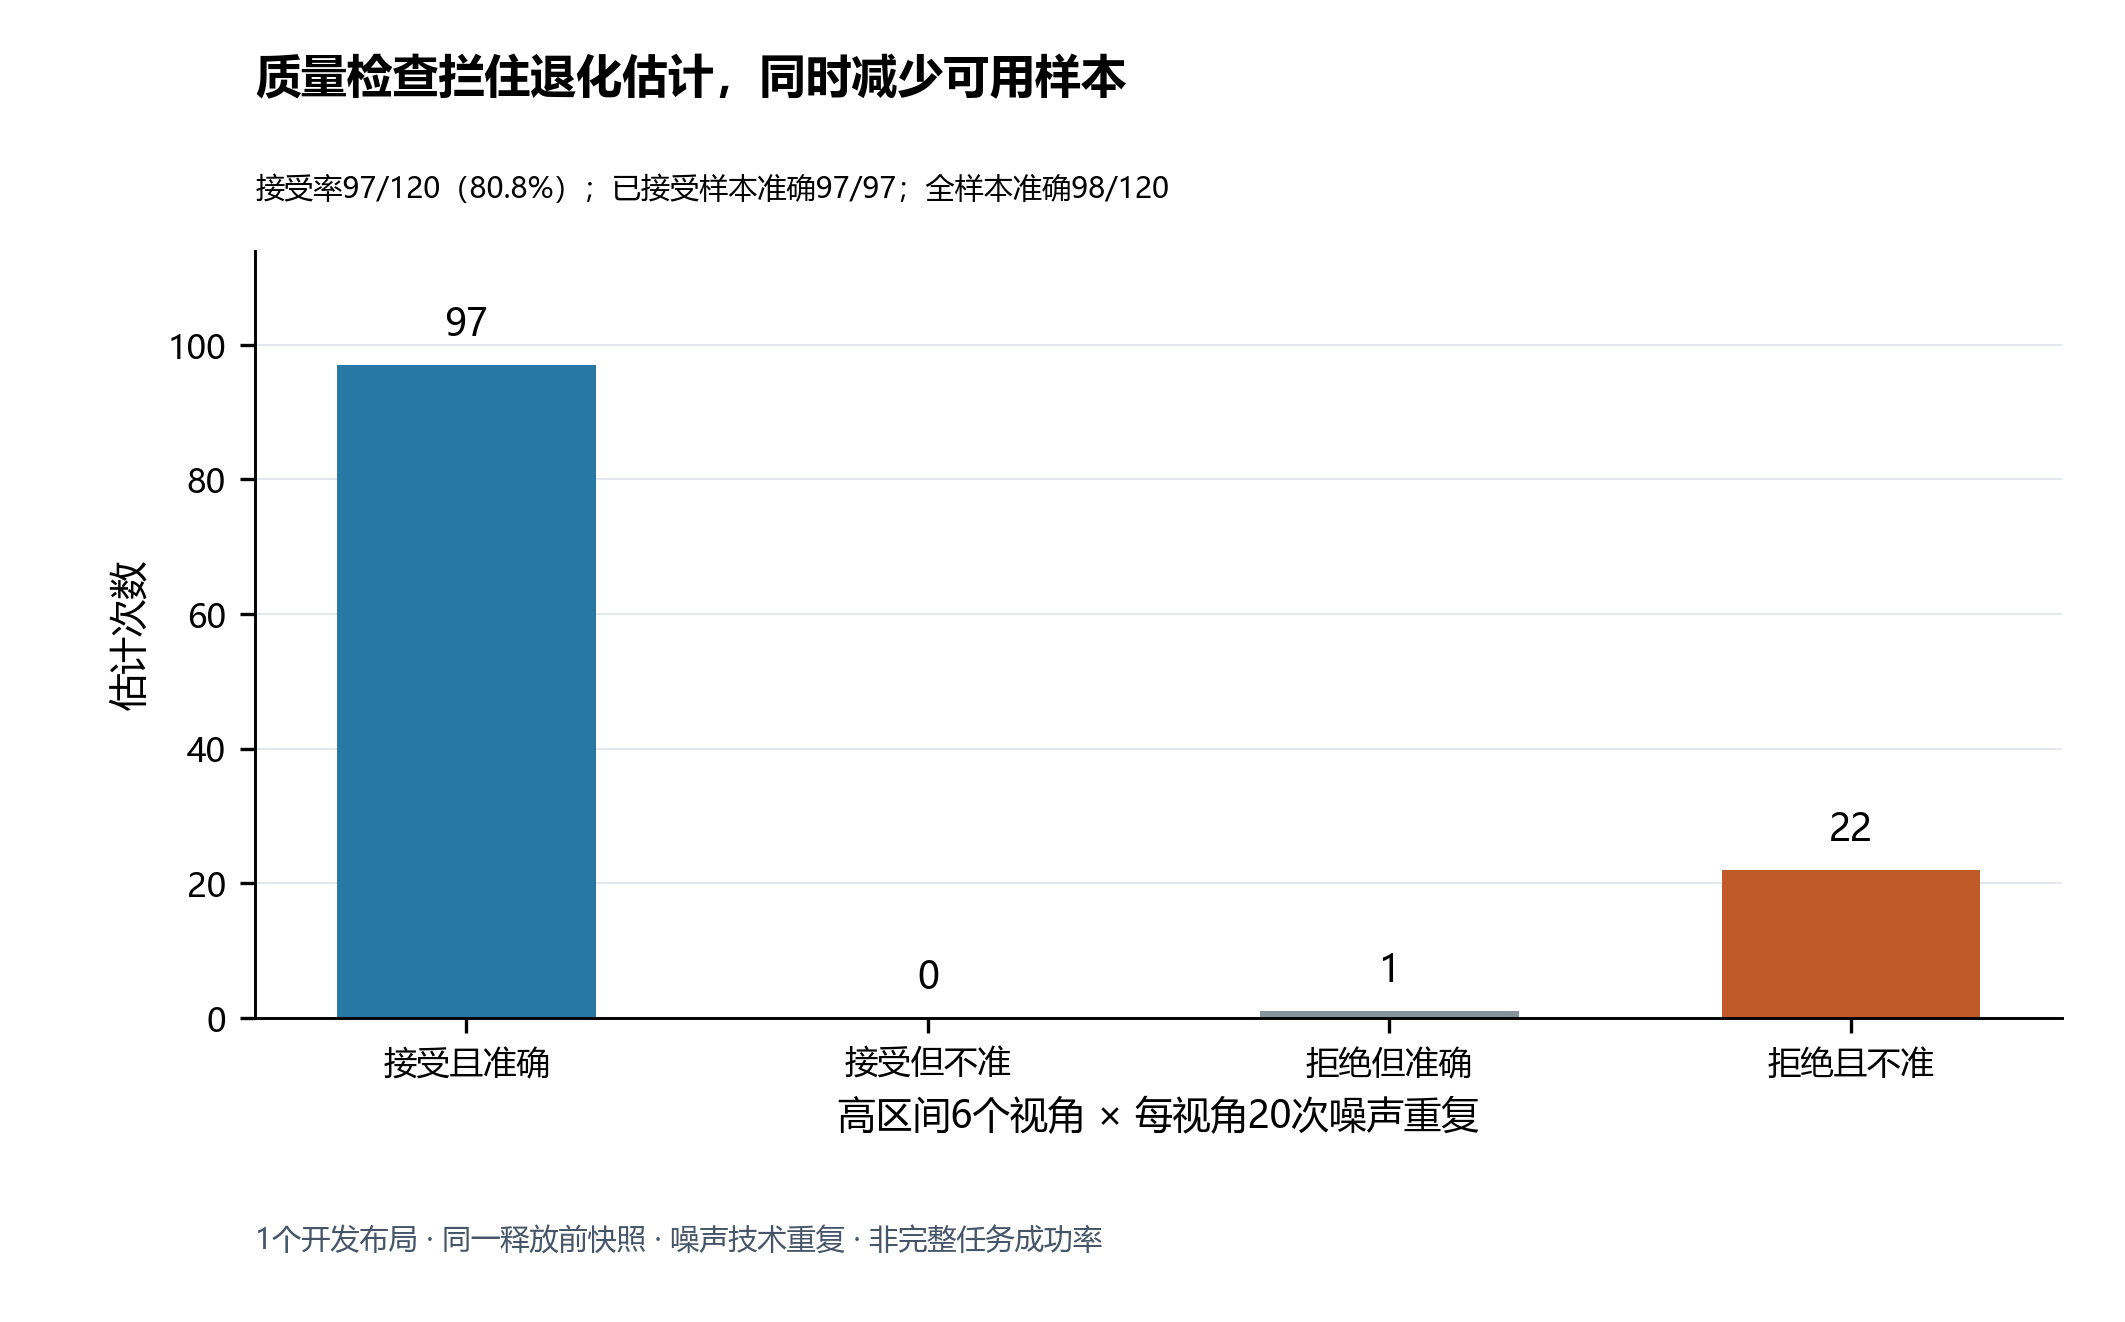 质量检查拦住退化估计，同时减少可用样本
接受率97/120（80.8%）；已接受样本准确97/97；全样本准确98/120
估计次数
100
80
60
40
20
0
97
0
1
22
接受且准确
接受但不准
拒绝但准确
拒绝且不准
高区间6个视角 × 每视角20次噪声重复
1个开发布局 · 同一释放前快照 · 噪声技术重复 · 非完整任务成功率